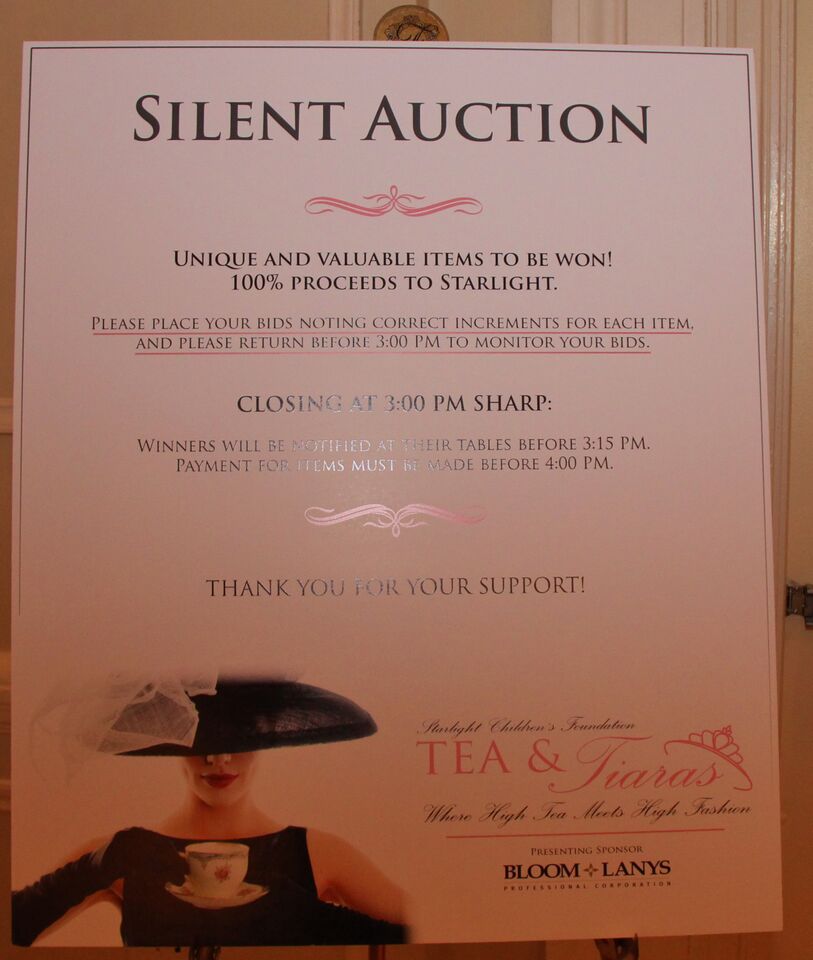 SILENT AUCTION
UNIQUE AND VALUABLE ITEMS TO BE WON!
100% PROCEEDS TO STARLIGHT.
PLEASE PLACE YOUR BIDS NOTING CORRECT INCREMENTS FOR EACH ITEM,
AND PLEASE RETURN BEFORE 3:00 PM TO MONITOR YOUR BIDS.
CLOSING AT 3:00 PM SHARP:
WINNERS WILL BE NOTIFIED AT THEIR TABLES BEFORE 3:15 PM.
PAYMENT FOR ITEMS MUST BE MADE BEFORE 4:00 PM.
THANK YOU FOR YOUR SUPPORT!
Starlight Children's Foundation
TEA & Tiaras
Where High Tea Meets High Fashion
PRESENTING SPONSOR
BLOOM LANYS
PROFESSIONAL CORPORATION